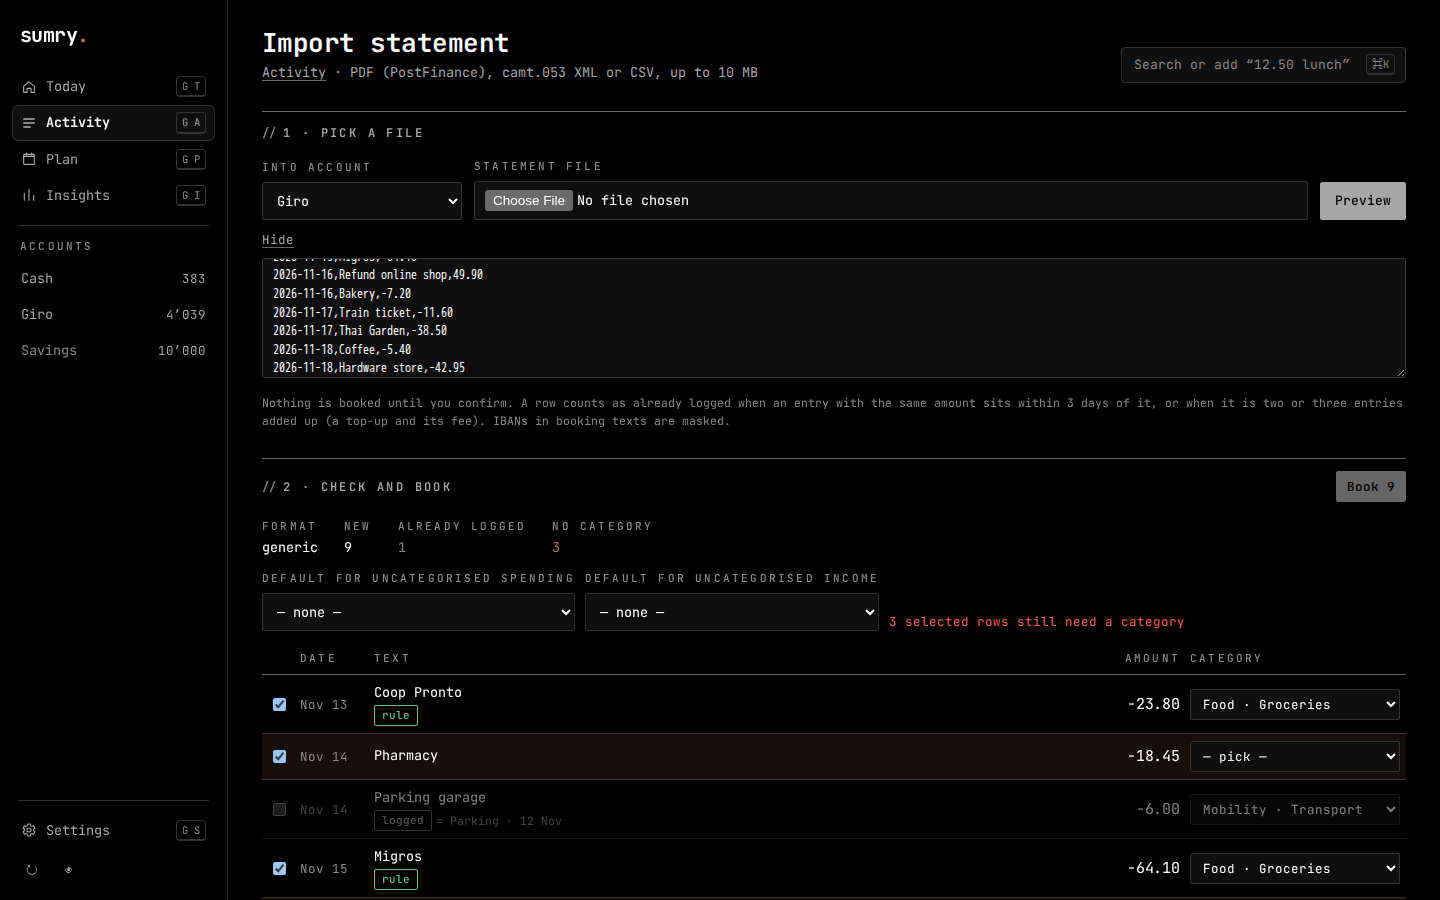 sumry.
Today G T
Activity G A
Plan G P
Insights G I
ACCOUNTS
Cash 383
Giro 4’039
Savings 10’000
Settings G S
Import statement
Activity · PDF (PostFinance), camt.053 XML or CSV, up to 10 MB
Search or add “12.50 lunch” ⌘K
// 1 · PICK A FILE
INTO ACCOUNT
STATEMENT FILE
Giro
Choose File No file chosen
Preview
Hide
2026-11-16,Refund online shop,49.90
2026-11-16,Bakery,-7.20
2026-11-17,Train ticket,-11.60
2026-11-17,Thai Garden,-38.50
2026-11-18,Coffee,-5.40
2026-11-18,Hardware store,-42.95
Nothing is booked until you confirm. A row counts as already logged when an entry with the same amount sits within 3 days of it, or when it is two or three entries
added up (a top-up and its fee). IBANs in booking texts are masked.
// 2 · CHECK AND BOOK
Book 9
FORMAT NEW ALREADY LOGGED NO CATEGORY
generic 9 1 3
DEFAULT FOR UNCATEGORISED SPENDING DEFAULT FOR UNCATEGORISED INCOME
— none — — none — 3 selected rows still need a category
DATE TEXT AMOUNT CATEGORY
Nov 13 Coop Pronto -23.80 Food · Groceries
rule
Nov 14 Pharmacy -18.45 — pick —
Nov 14 Parking garage -6.00 Mobility · Transport
logged = Parking · 12 Nov
Nov 15 Migros -64.10 Food · Groceries
rule